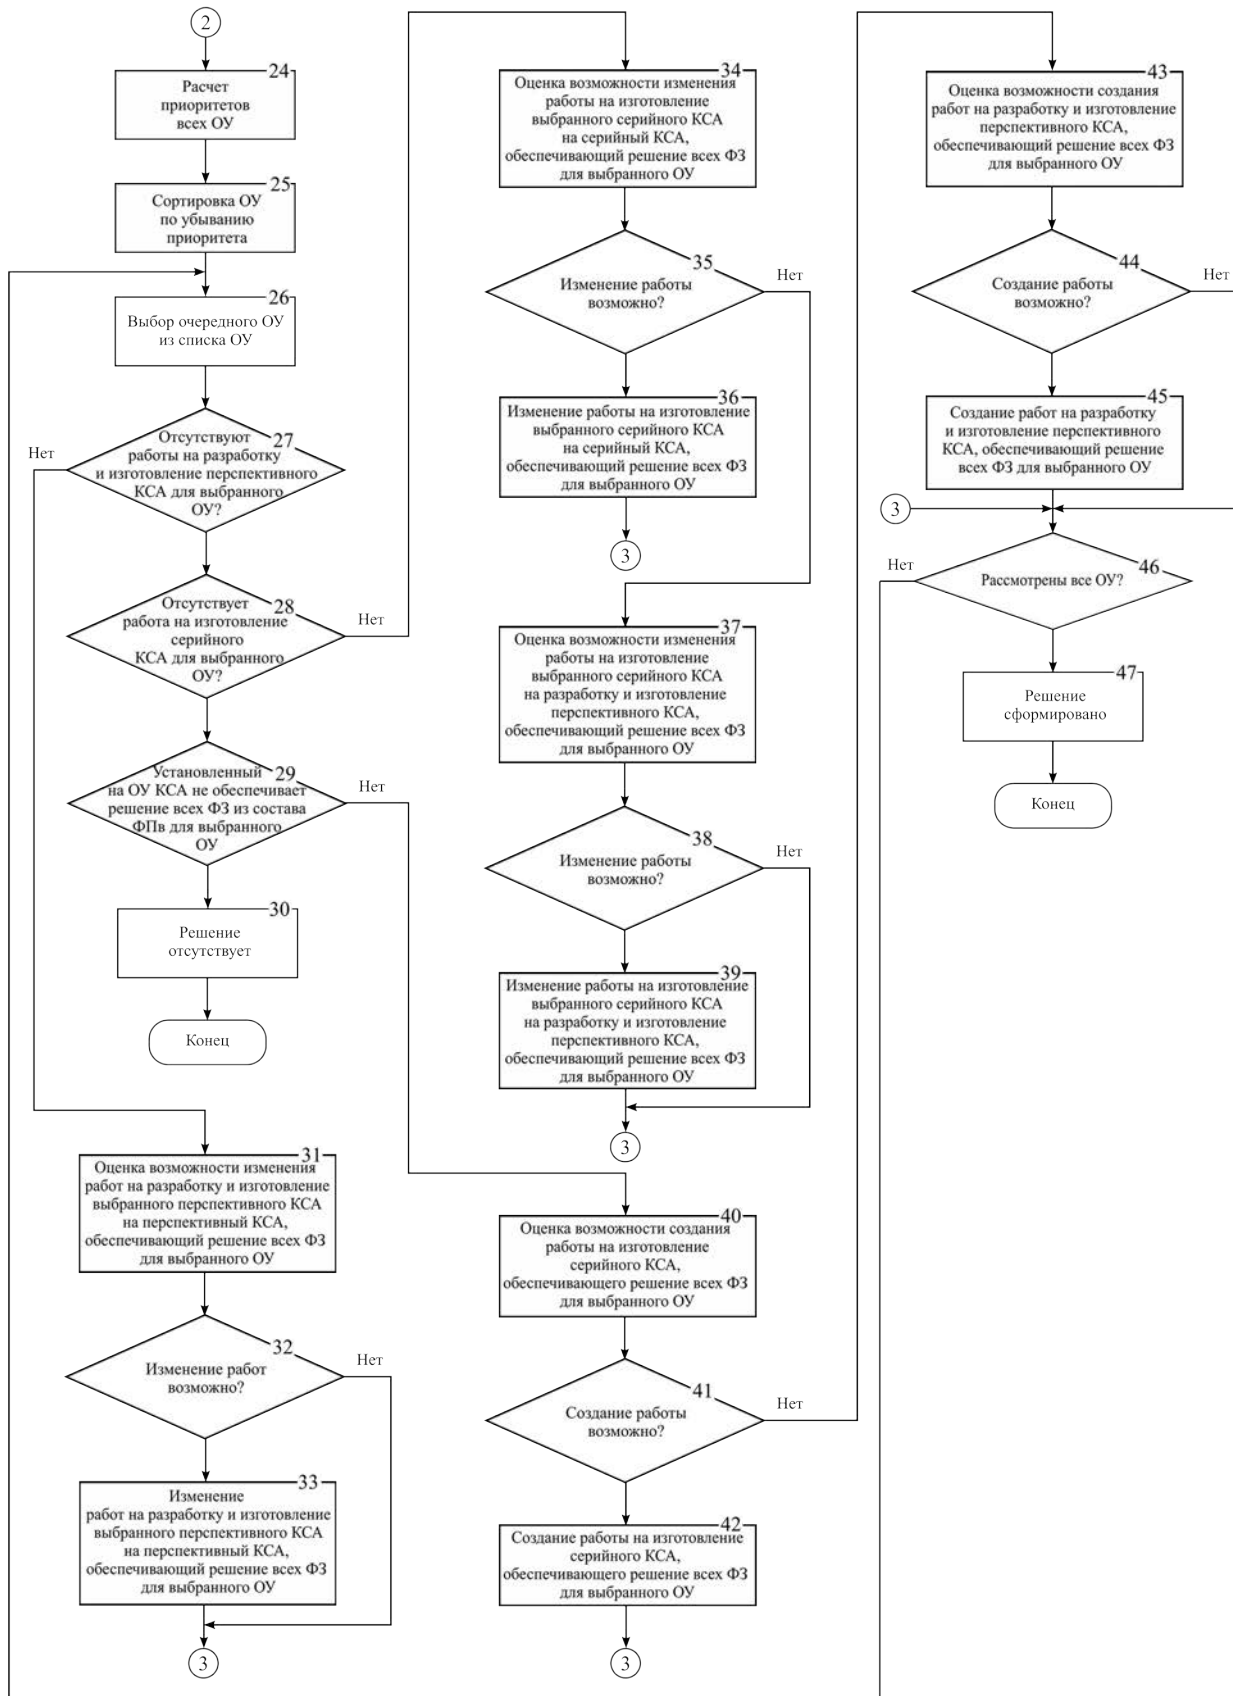 2
24
Расчет
приоритетов
всех ОУ
25
Сортировка ОУ
по убыванию
приоритета
26
Выбор очередного ОУ
из списка ОУ
27
Отсутствуют
работы на разработку
и изготовление перспективного
КСА для выбранного
ОУ?
Нет
28
Отсутствует
работа на изготовление
серийного
КСА для выбранного
ОУ?
Нет
29
Установленный
на ОУ КСА не обеспечивает
решение всех ФЗ из состава
ФПв для выбранного
ОУ
Нет
30
Решение
отсутствует
Конец
31
Оценка возможности изменения
работ на разработку и изготовление
выбранного перспективного КСА
на перспективный КСА,
обеспечивающий решение всех ФЗ
для выбранного ОУ
32
Изменение работ
возможно?
Нет
33
Изменение
работ на разработку и изготовление
выбранного перспективного КСА
на перспективный КСА,
обеспечивающий решение всех ФЗ
для выбранного ОУ
3
34
Оценка возможности изменения
работы на изготовление
выбранного серийного КСА
на серийный КСА,
обеспечивающий решение всех ФЗ
для выбранного ОУ
35
Изменение работы
возможно?
Нет
36
Изменение работы на изготовление
выбранного серийного КСА
на серийный КСА,
обеспечивающий решение всех ФЗ
для выбранного ОУ
3
37
Оценка возможности изменения
работы на изготовление
выбранного серийного КСА
на разработку и изготовление
перспективного КСА,
обеспечивающий решение всех ФЗ
для выбранного ОУ
38
Изменение работы
возможно?
Нет
39
Изменение работы на изготовление
выбранного серийного КСА
на разработку и изготовление
перспективного КСА,
обеспечивающий решение всех ФЗ
для выбранного ОУ
3
40
Оценка возможности создания
работы на изготовление
серийного КСА,
обеспечивающего решение всех ФЗ
для выбранного ОУ
41
Создание работы
возможно?
Нет
42
Создание работы на изготовление
серийного КСА,
обеспечивающего решение всех ФЗ
для выбранного ОУ
3
43
Оценка возможности создания
работ на разработку и изготовление
перспективного КСА,
обеспечивающий решение всех ФЗ
для выбранного ОУ
44
Создание работы
возможно?
Нет
45
Создание работ на разработку
и изготовление перспективного
КСА, обеспечивающий решение
всех ФЗ для выбранного ОУ
3
46
Рассмотрены все ОУ?
Нет
47
Решение
сформировано
Конец